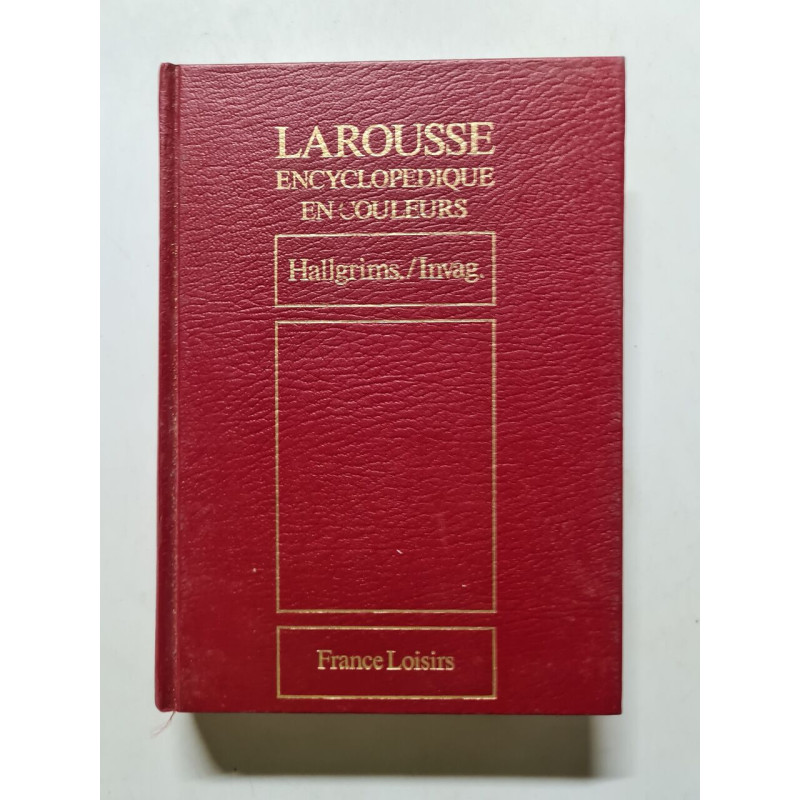 LAROUSSE
ENCYCLOPEDIQUE
EN COULEURS
Hallgrims./Invag.
France Loisirs